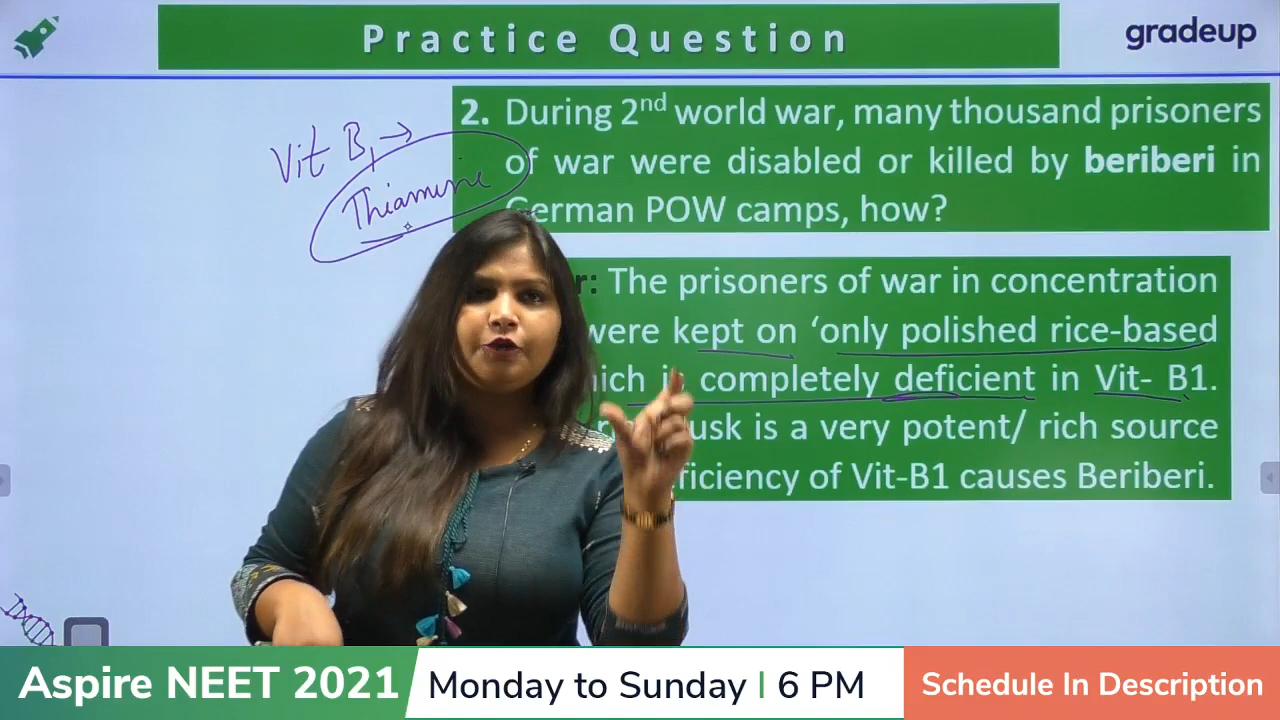 Practice Question
gradeup
2. During 2nd world war, many thousand prisoners
of war were disabled or killed by beriberi in
German POW camps, how?
Vit B1 →
Thiamine
r: The prisoners of war in concentration
were kept on ‘only polished rice-based
completely deficient in Vit- B1.
usk is a very potent/ rich source
ficiency of Vit-B1 causes Beriberi.
Aspire NEET 2021
Monday to Sunday | 6 PM
Schedule In Description